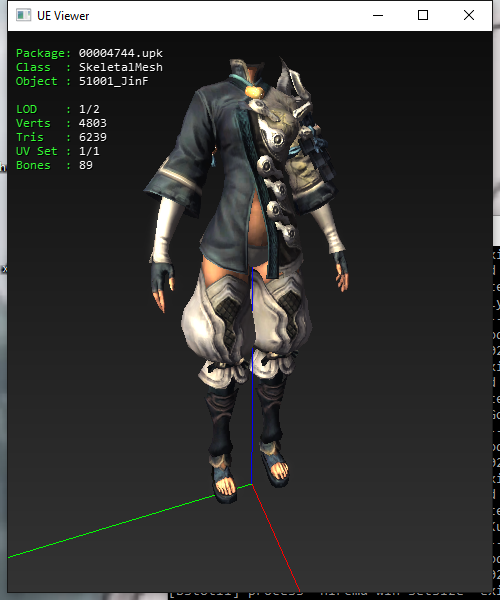 UE Viewer
Package: 00004744.upk
Class : SkeletalMesh
Object : 51001_JinF
LOD : 1/2
Verts : 4803
Tris : 6239
UV Set : 1/1
Bones : 89